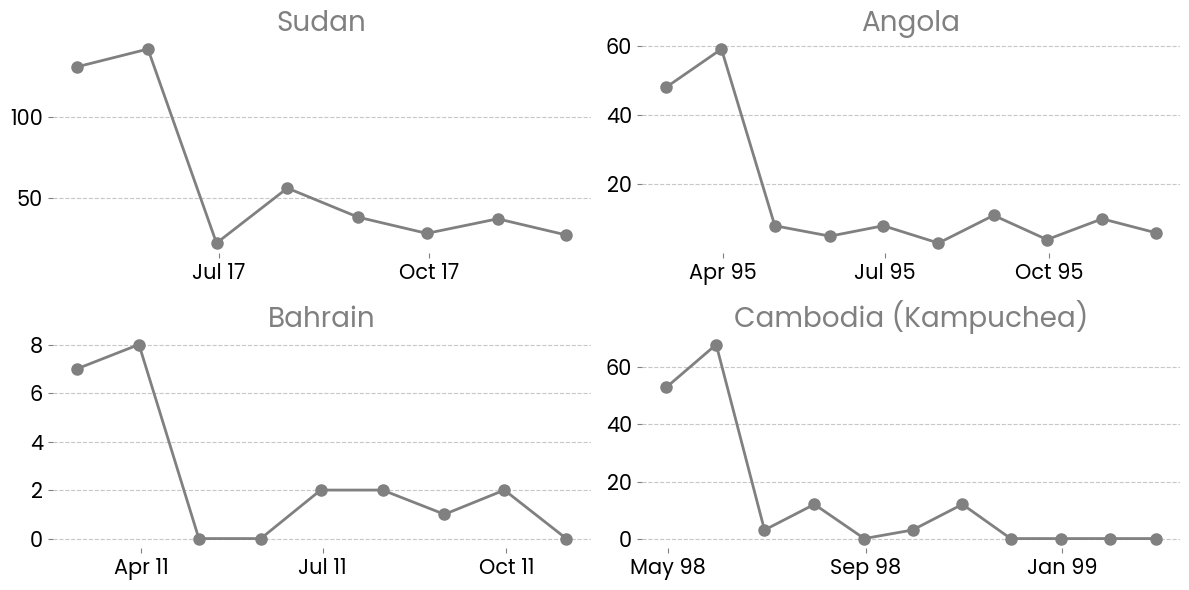 Sudan
100
50
Jul 17
Oct 17
Angola
60
40
20
Apr 95
Jul 95
Oct 95
Bahrain
8
6
4
2
0
Apr 11
Jul 11
Oct 11
Cambodia (Kampuchea)
60
40
20
0
May 98
Sep 98
Jan 99